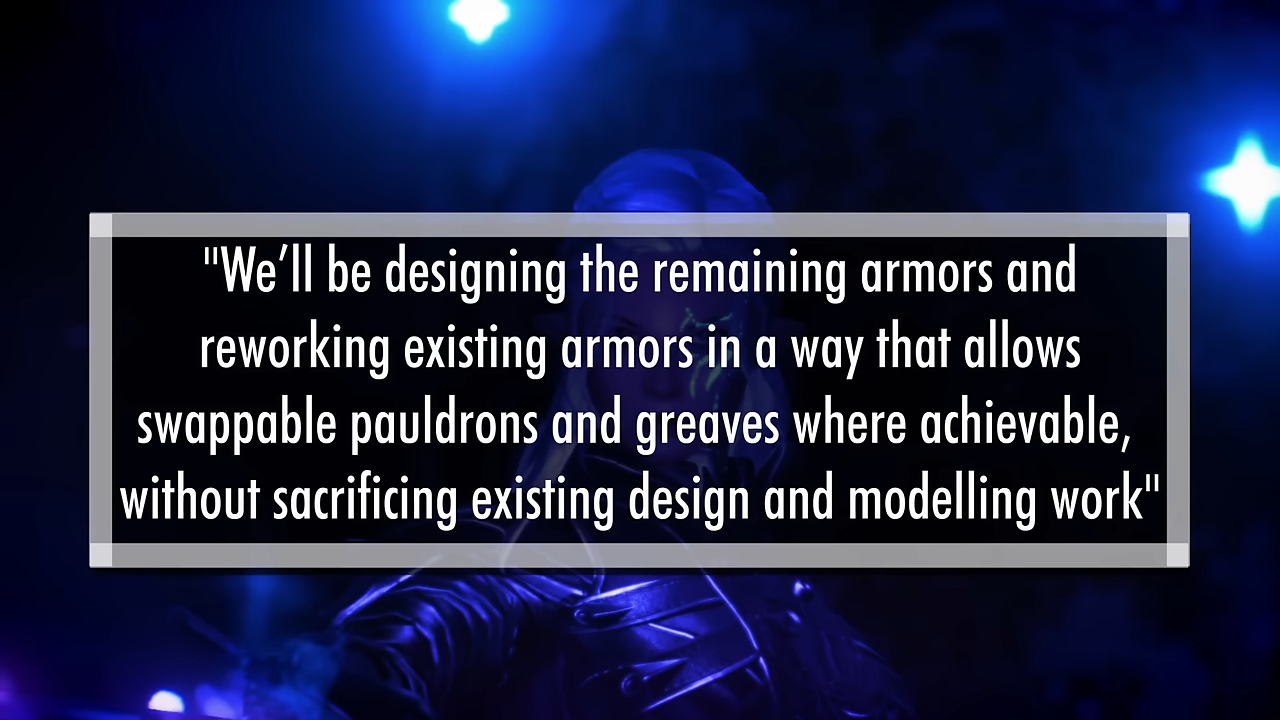 "We’ll be designing the remaining armors and
reworking existing armors in a way that allows
swappable pauldrons and greaves where achievable,
without sacrificing existing design and modelling work"